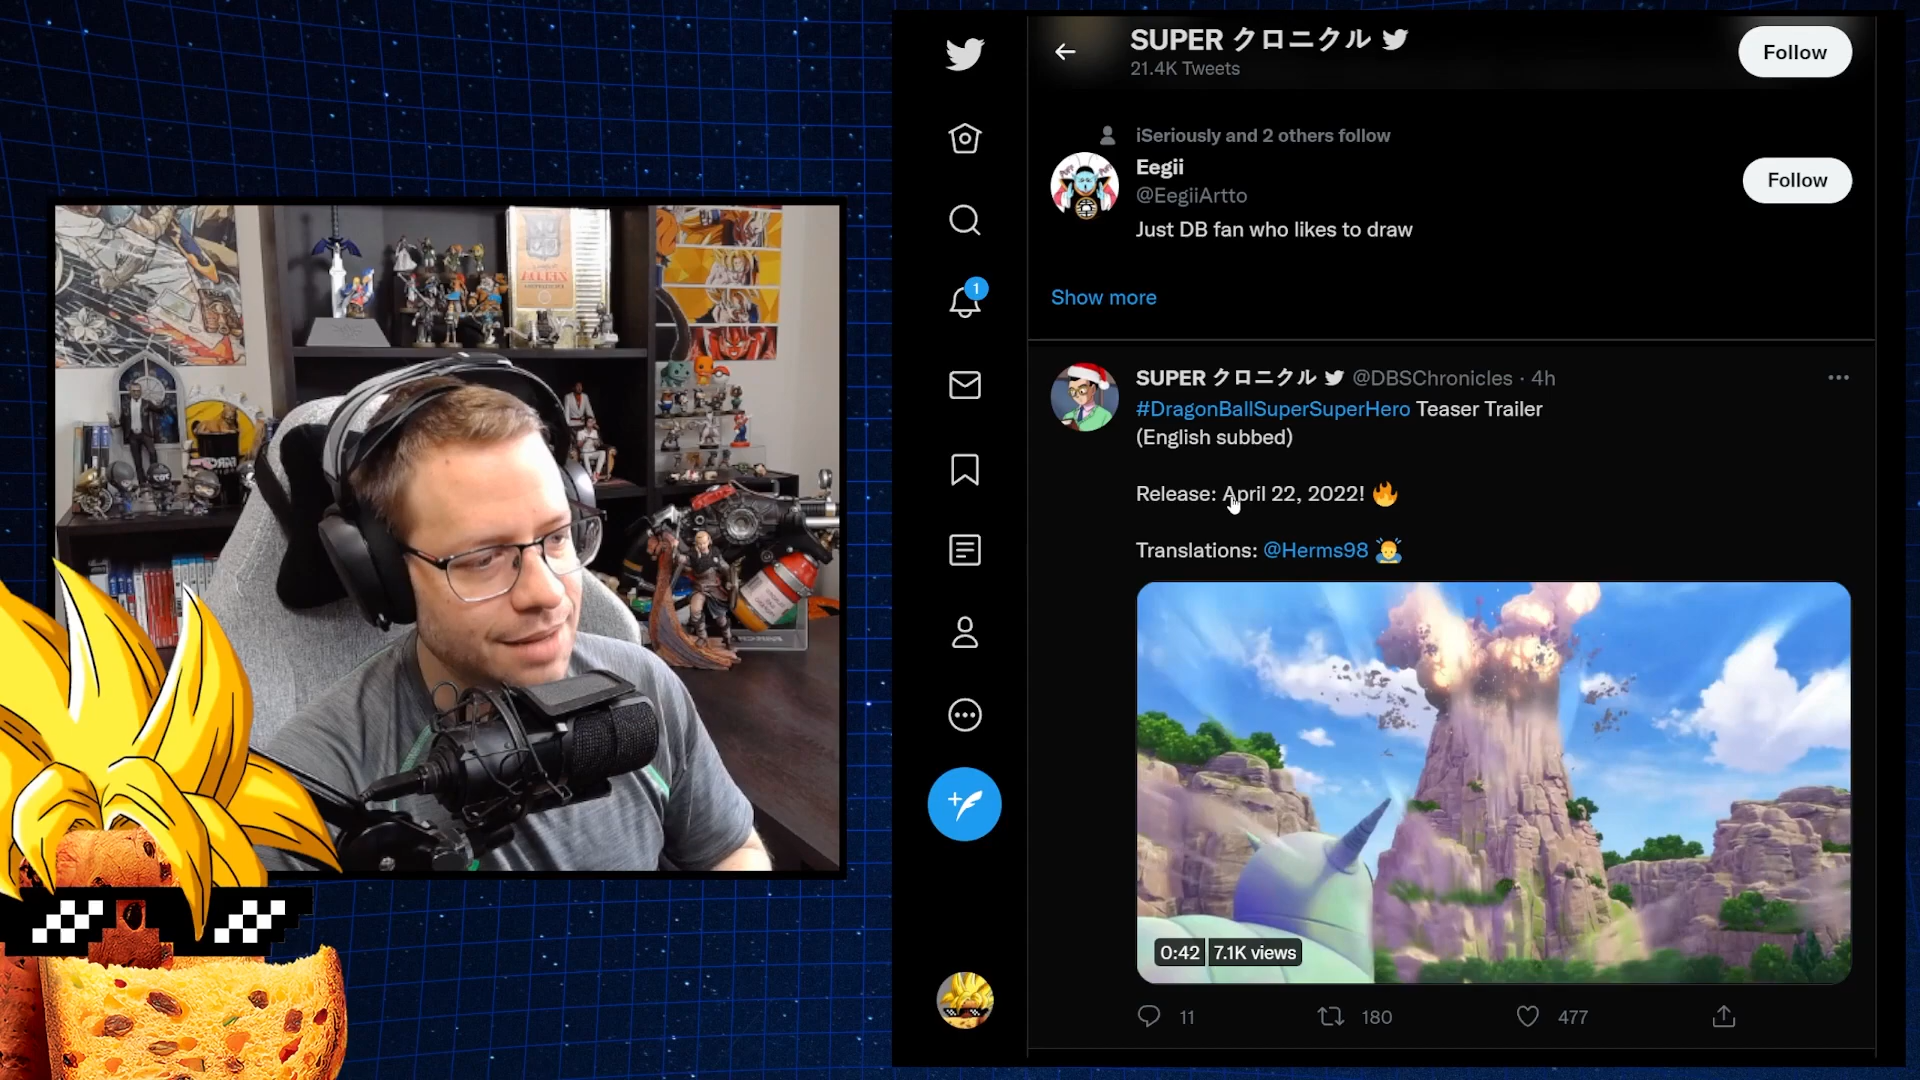 SUPER クロニクル
21.4K Tweets
Follow
iSeriously and 2 others follow
Eegii
@EegiiArtto
Follow
Just DB fan who likes to draw
Show more
1
SUPER クロニクル @DBSChronicles · 4h
#DragonBallSuperSuperHero Teaser Trailer
(English subbed)
Release: April 22, 2022! 🔥
Translations: @Herms98 🙇
0:42 7.1K views
11
180
477